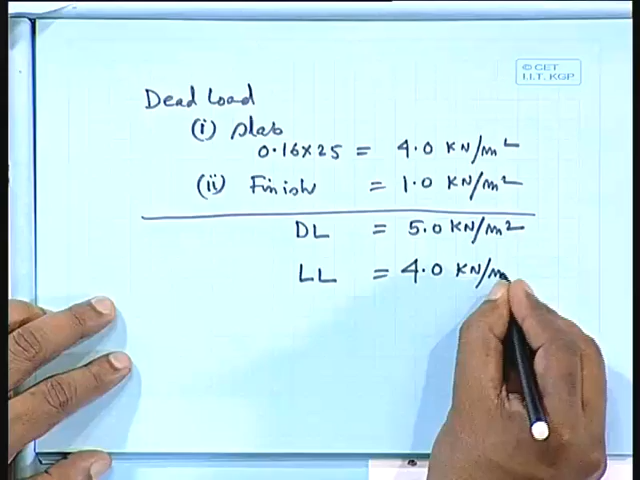 © CET
I.I.T. KGP
Dead Load
(i) Slab
0.16×25 = 4.0 KN/m²
(ii) Finish = 1.0 KN/m²
DL = 5.0 KN/m²
LL = 4.0 KN/m